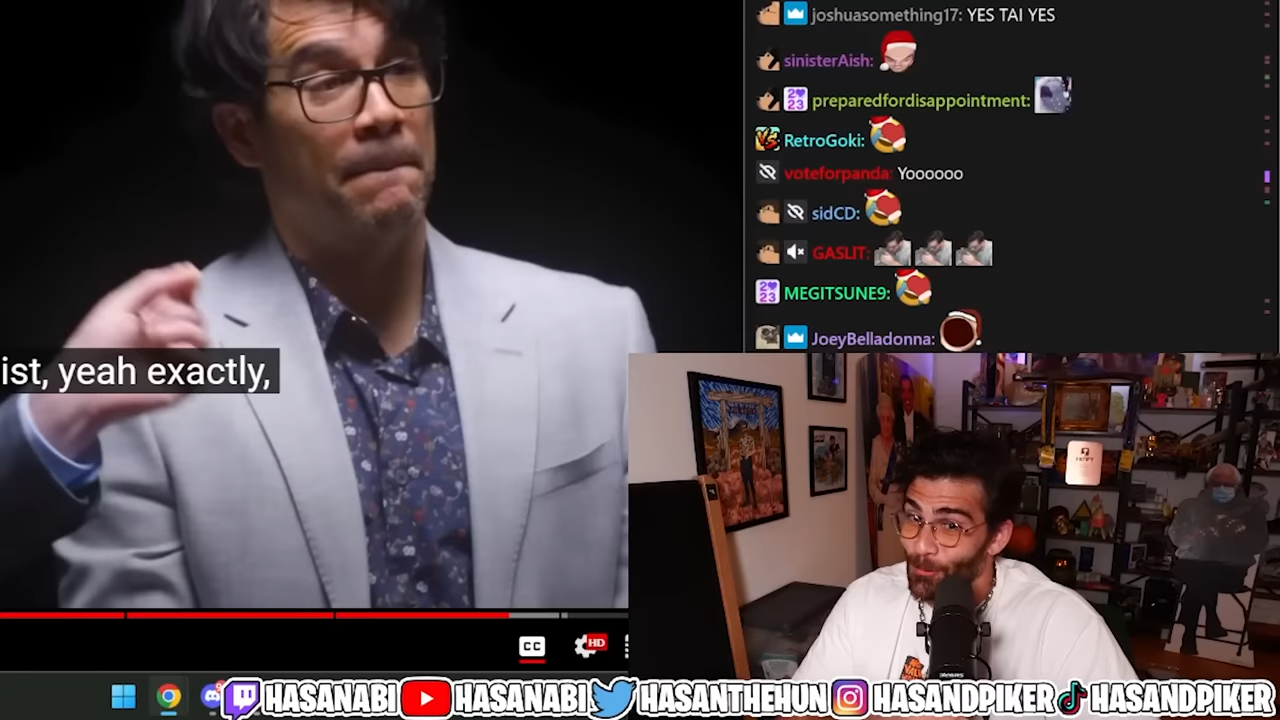 joshuasomething17: YES TAI YES
sinisterAish:
preparedfordisappointment:
RetroGoki:
voteforpanda: Yoooooo
sidCD:
GASLIT:
MEGITSUNE9:
JoeyBelladonna:
ist, yeah exactly,
CC
HD
HASANABI HASANABI HASANTHEHUN HASANDPIKER HASANDPIKER